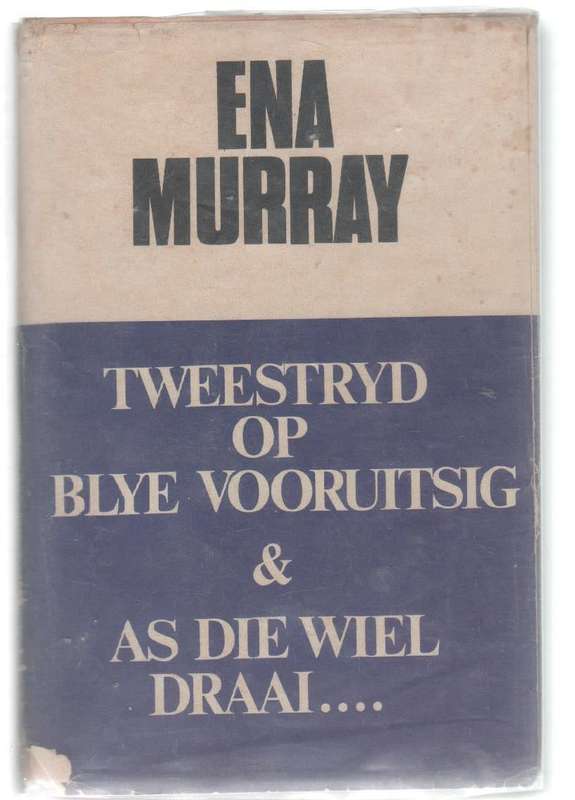 ENA
MURRAY
TWEESTRYD
OP
BLYE VOORUITSIG
&
AS DIE WIEL
DRAAI....